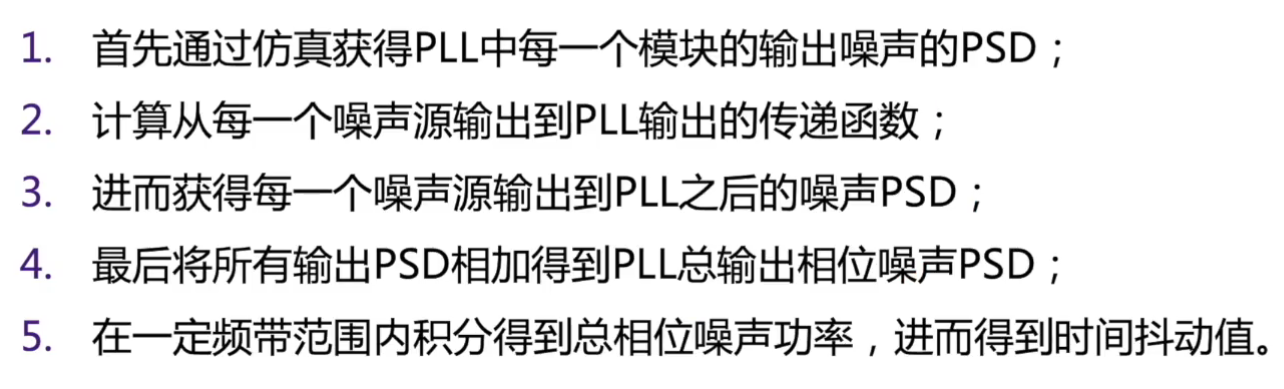 1. 首先通过仿真获得PLL中每一个模块的输出噪声的PSD；
2. 计算从每一个噪声源输出到PLL输出的传递函数；
3. 进而获得每一个噪声源输出到PLL之后的噪声PSD；
4. 最后将所有输出PSD相加得到PLL总输出相位噪声PSD；
5. 在一定频带范围内积分得到总相位噪声功率，进而得到时间抖动值。